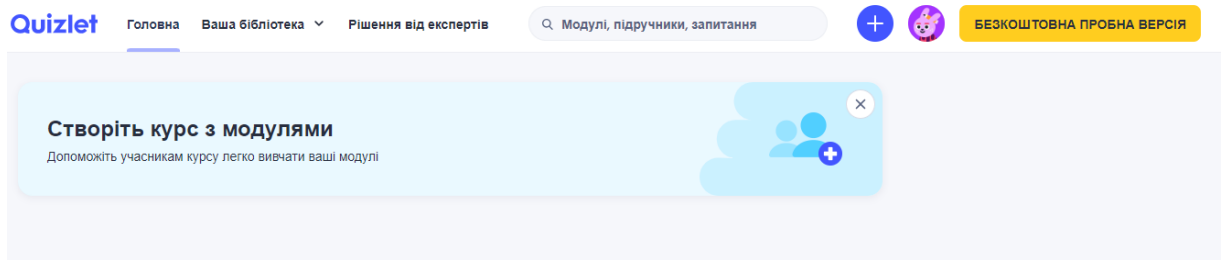 Quizlet Головна Ваша бібліотека Рішення від експертів Модулі, підручники, запитання БЕЗКОШТОВНА ПРОБНА ВЕРСІЯ
Створіть курс з модулями
Допоможіть учасникам курсу легко вивчати ваші модулі